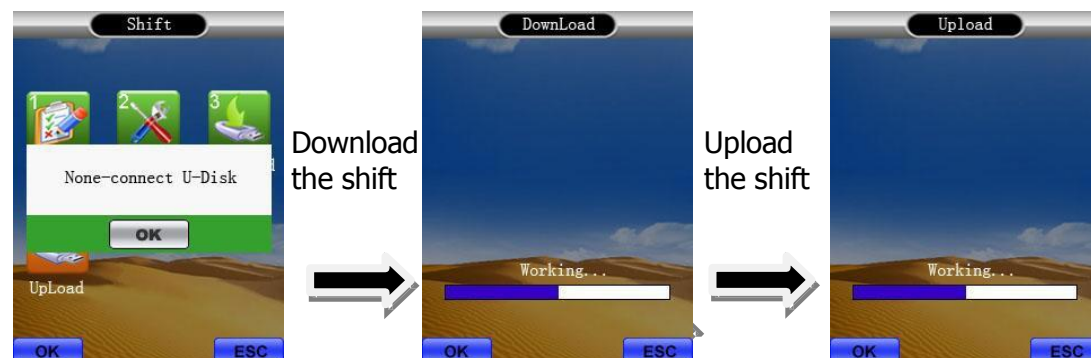 Shift
1
2
3
d
None-connect U-Disk
OK
UpLoad
OK
ESC
Download
the shift
DownLoad
Working...
OK
ESC
Upload
the shift
Upload
Working...
OK
ESC